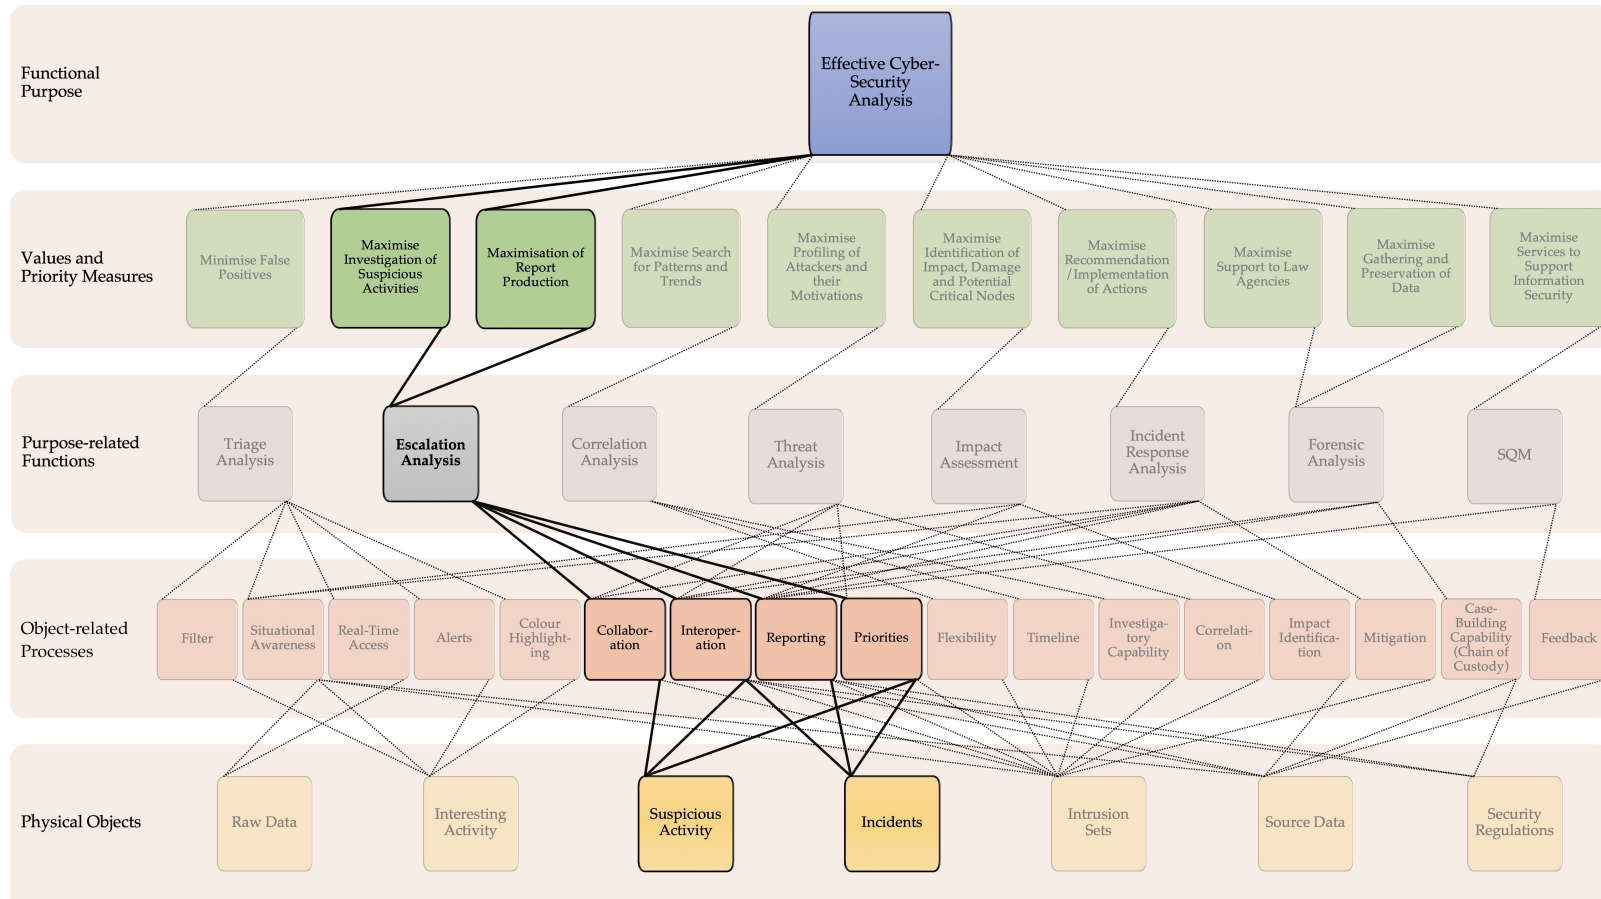 Functional
Purpose
Effective Cyber-
Security
Analysis
Values and
Priority Measures
Minimise False
Positives
Maximise
Investigation of
Suspicious
Activities
Maximisation of
Report
Production
Maximise Search
for Patterns and
Trends
Maximise
Profiling of
Attackers and
their
Motivations
Maximise
Identification of
Impact, Damage
and Potential
Critical Nodes
Maximise
Recommendation
/Implementation
of Actions
Maximise
Support to Law
Agencies
Maximise
Gathering and
Preservation of
Data
Maximise
Services to
Support
Information
Security
Purpose-related
Functions
Triage
Analysis
Escalation
Analysis
Correlation
Analysis
Threat
Analysis
Impact
Assessment
Incident
Response
Analysis
Forensic
Analysis
SQM
Object-related
Processes
Filter
Situational
Awareness
Real-Time
Access
Alerts
Colour
Highlight-
ing
Collabor-
ation
Interoper-
ation
Reporting
Priorities
Flexibility
Timeline
Investiga-
tory
Capability
Correlati-
on
Impact
Identifica-
tion
Mitigation
Case-
Building
Capability
(Chain of
Custody)
Feedback
Physical Objects
Raw Data
Interesting
Activity
Suspicious
Activity
Incidents
Intrusion
Sets
Source Data
Security
Regulations